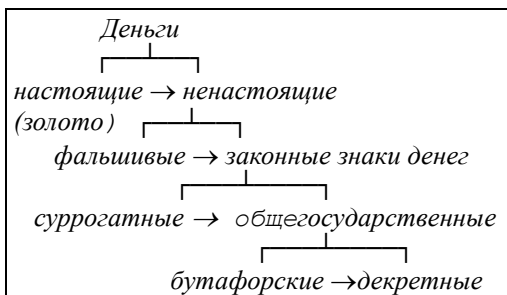 Деньги
настоящие → ненастоящие
(золото)
фальшивые → законные знаки денег
суррогатные → общегосударственные
бутафорские →декретные